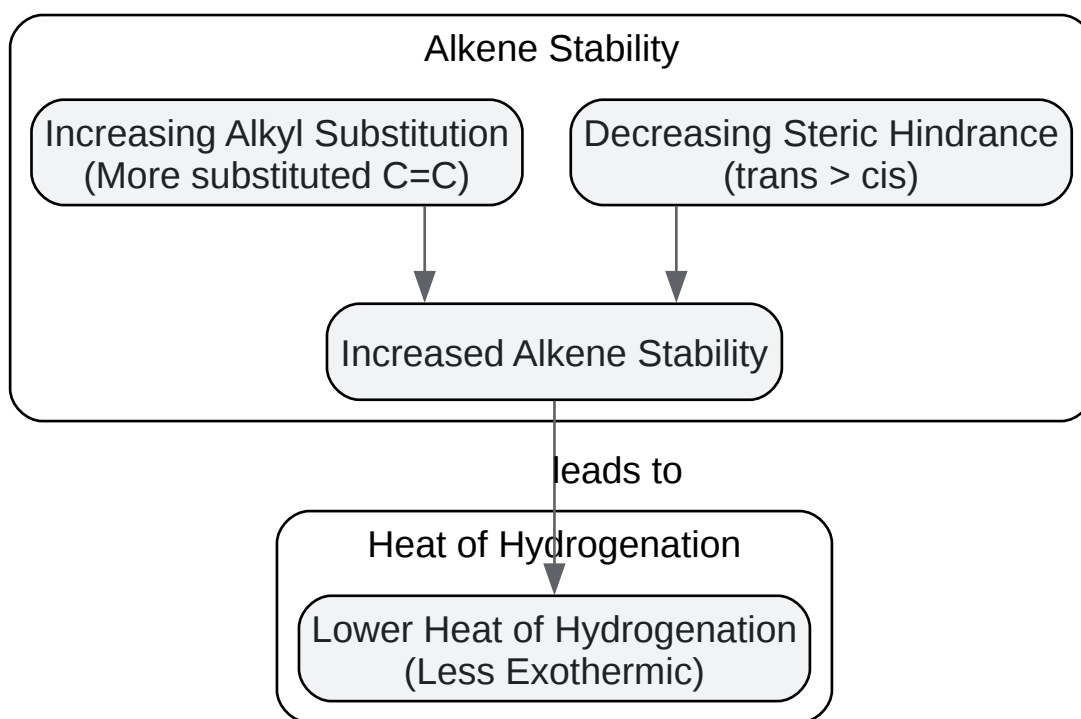 Alkene Stability
Increasing Alkyl Substitution
(More substituted C=C)
Decreasing Steric Hindrance
(trans > cis)
Increased Alkene Stability
leads to
Heat of Hydrogenation
Lower Heat of Hydrogenation
(Less Exothermic)